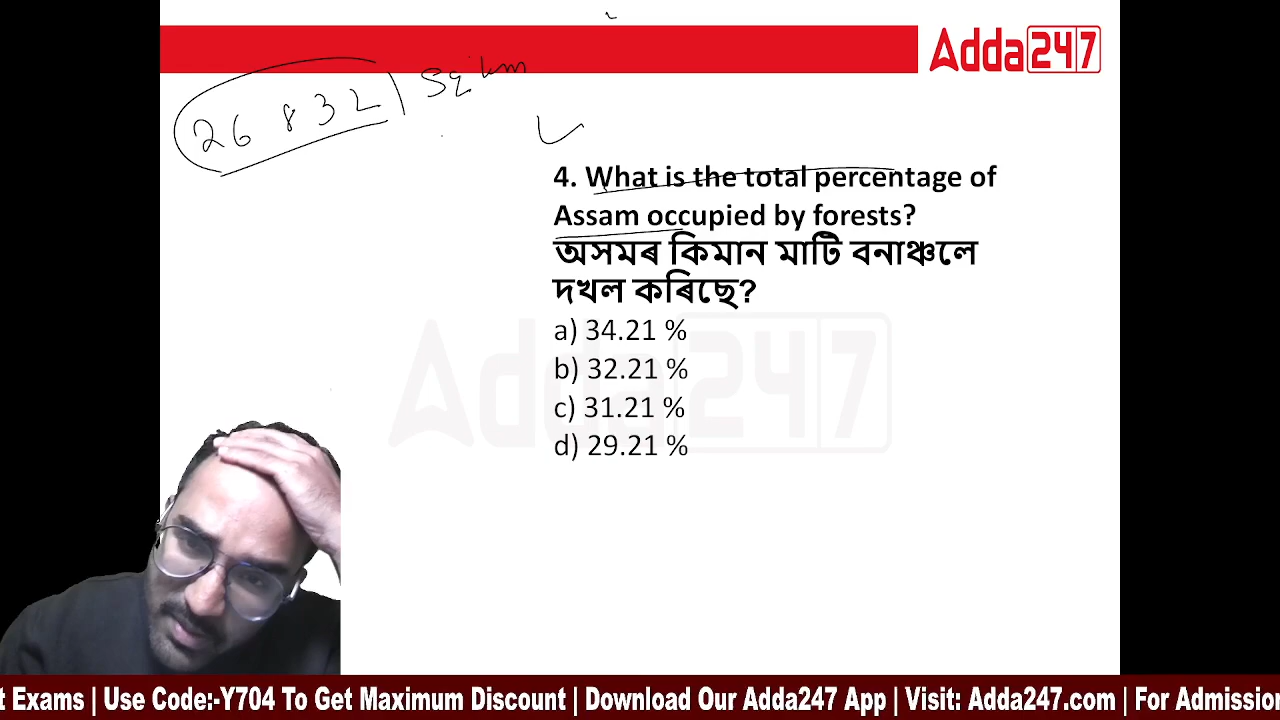 Adda247
26 832 Sq km
4. What is the total percentage of
Assam occupied by forests?
অসমৰ কিমান মাটি বনাঞ্চলে
দখল কৰিছে?
a) 34.21 %
b) 32.21 %
c) 31.21 %
d) 29.21 %
Adda247
t Exams | Use Code:-Y704 To Get Maximum Discount | Download Our Adda247 App | Visit: Adda247.com | For Admission